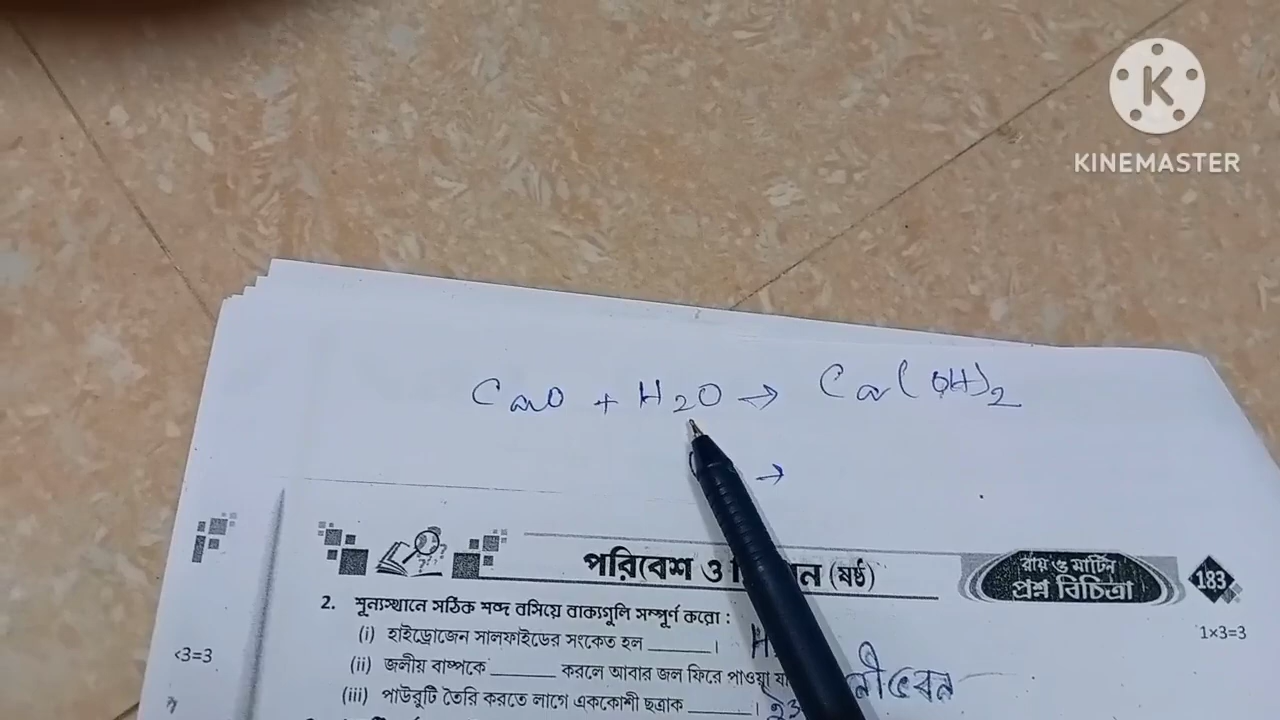 KINEMASTER
CaO + H2O → Ca(OH)2
→
পরিবেশ ও (ষষ্ঠ)
রায় ও মার্টিন
প্রশ্ন বিচিত্রা
183
2. শূন্যস্থানে সঠিক শব্দ বসিয়ে বাক্যগুলি সম্পূর্ণ করো :
1×3=3
(i) হাইড্রোজেন সালফাইডের সংকেত হল ______ ।
×3=3
(ii) জলীয় বাষ্পকে ______ করলে আবার জল ফিরে পাওয়া
(iii) পাউরুটি তৈরি করতে লাগে এককোশী ছত্রাক ______ ।